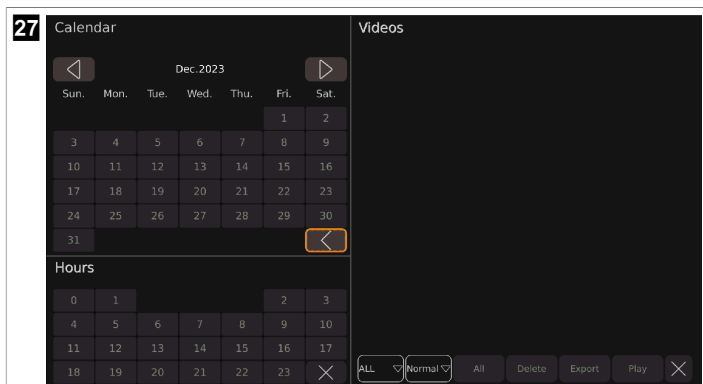 27
Calendar
Dec.2023
Sun. Mon. Tue. Wed. Thu. Fri. Sat.
1 2
3 4 5 6 7 8 9
10 11 12 13 14 15 16
17 18 19 20 21 22 23
24 25 26 27 28 29 30
31
Hours
0 1 2 3
4 5 6 7 8 9 10
11 12 13 14 15 16 17
18 19 20 21 22 23
Videos
ALL Normal All Delete Export Play